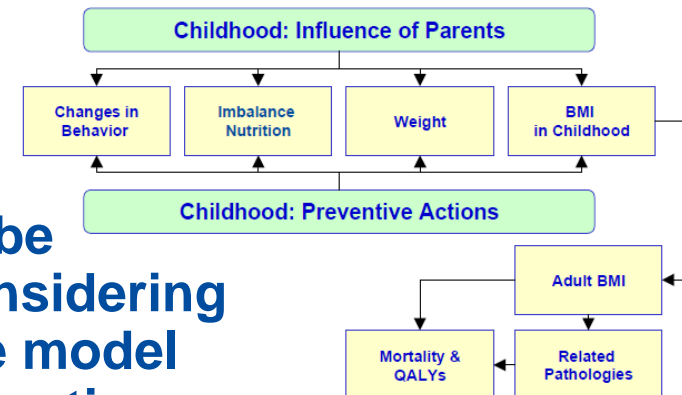 Childhood: Influence of Parents
Changes in
Behavior
Imbalance
Nutrition
Weight
BMI
in Childhood
Childhood: Preventive Actions
be
nsidering
e model
Adult BMI
Mortality &
QALYs
Related
Pathologies